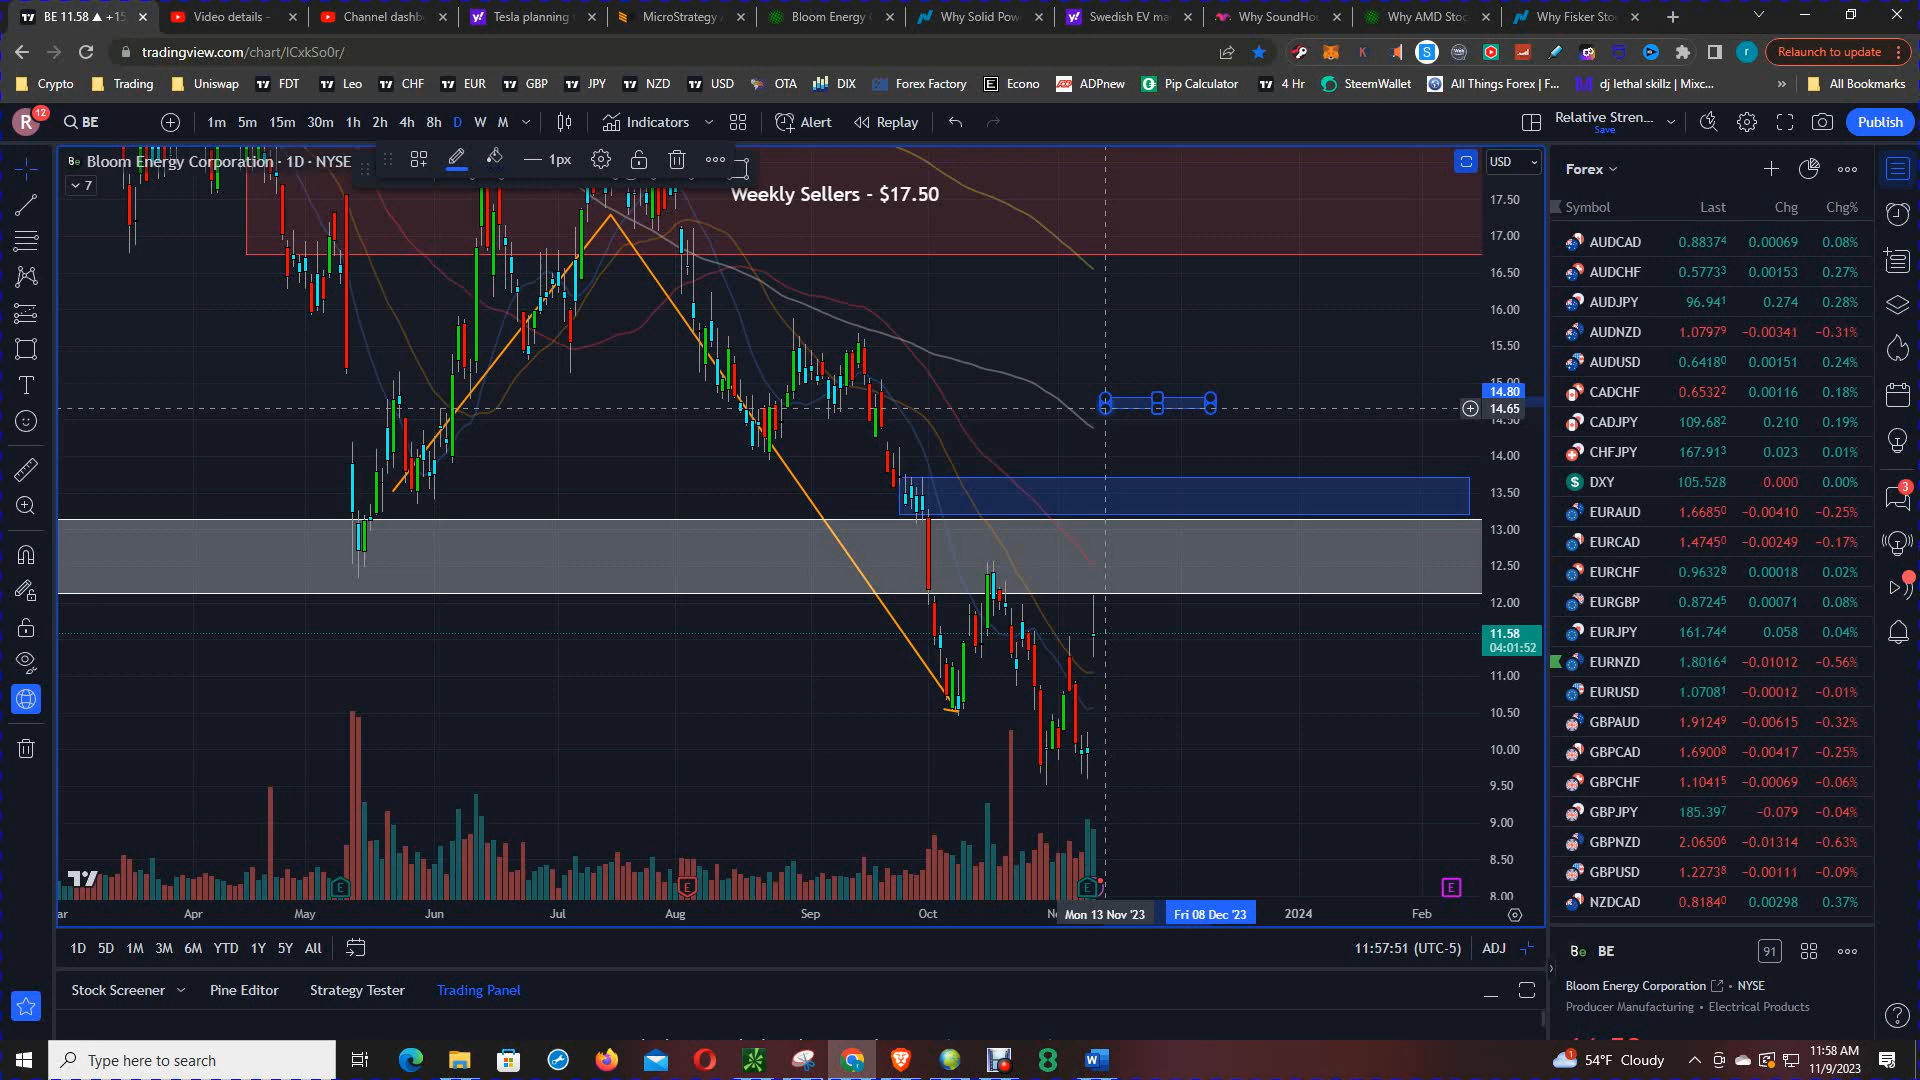 BE 11.58 ▲ +15
Video details -
Channel dashb
Tesla planning
MicroStrategy
Bloom Energy
Why Solid Pow
Swedish EV ma
Why SoundHo
Why AMD Stoc
Why Fisker Sto
tradingview.com/chart/lCxkSo0r/
Relaunch to update
Crypto Trading Uniswap FDT Leo CHF EUR GBP JPY NZD USD OTA DIX Forex Factory Econo ADPnew Pip Calculator 4 Hr SteemWallet All Things Forex | F... dj lethal skillz | Mixc... » All Bookmarks
R 12 BE 1m 5m 15m 30m 1h 2h 4h 8h D W M Indicators Alert Replay Relative Stren... Save Publish
Bloom Energy Corporation · 1D · NYSE
1px
USD
7
Weekly Sellers - $17.50
17.50
17.00
16.50
16.00
15.50
15.00
14.80
14.65
14.50
14.00
13.50
13.00
12.50
12.00
11.58
04:01:52
11.00
10.50
10.00
9.50
9.00
8.50
8.00
E E E E
ar Apr May Jun Jul Aug Sep Oct Mon 13 Nov '23 Fri 08 Dec '23 2024 Feb
1D 5D 1M 3M 6M YTD 1Y 5Y All 11:57:51 (UTC-5) ADJ
Stock Screener Pine Editor Strategy Tester Trading Panel
Forex
Symbol Last Chg Chg%
AUDCAD 0.88374 0.00069 0.08%
AUDCHF 0.57733 0.00153 0.27%
AUDJPY 96.941 0.274 0.28%
AUDNZD 1.07979 −0.00341 −0.31%
AUDUSD 0.64180 0.00151 0.24%
CADCHF 0.65322 0.00116 0.18%
CADJPY 109.682 0.210 0.19%
CHFJPY 167.913 0.023 0.01%
DXY 105.528 0.000 0.00%
EURAUD 1.66850 −0.00410 −0.25%
EURCAD 1.47450 −0.00249 −0.17%
EURCHF 0.96328 0.00018 0.02%
EURGBP 0.87245 0.00071 0.08%
EURJPY 161.744 0.058 0.04%
EURNZD 1.80164 −0.01012 −0.56%
EURUSD 1.07081 −0.00012 −0.01%
GBPAUD 1.91249 −0.00615 −0.32%
GBPCAD 1.69008 −0.00417 −0.25%
GBPCHF 1.10415 −0.00069 −0.06%
GBPJPY 185.397 −0.079 −0.04%
GBPNZD 2.06506 −0.01314 −0.63%
GBPUSD 1.22738 −0.00111 −0.09%
NZDCAD 0.81840 0.00298 0.37%
3
Be BE 91
Bloom Energy Corporation • NYSE
Producer Manufacturing • Electrical Products
Type here to search
54°F Cloudy
11:58 AM
11/9/2023